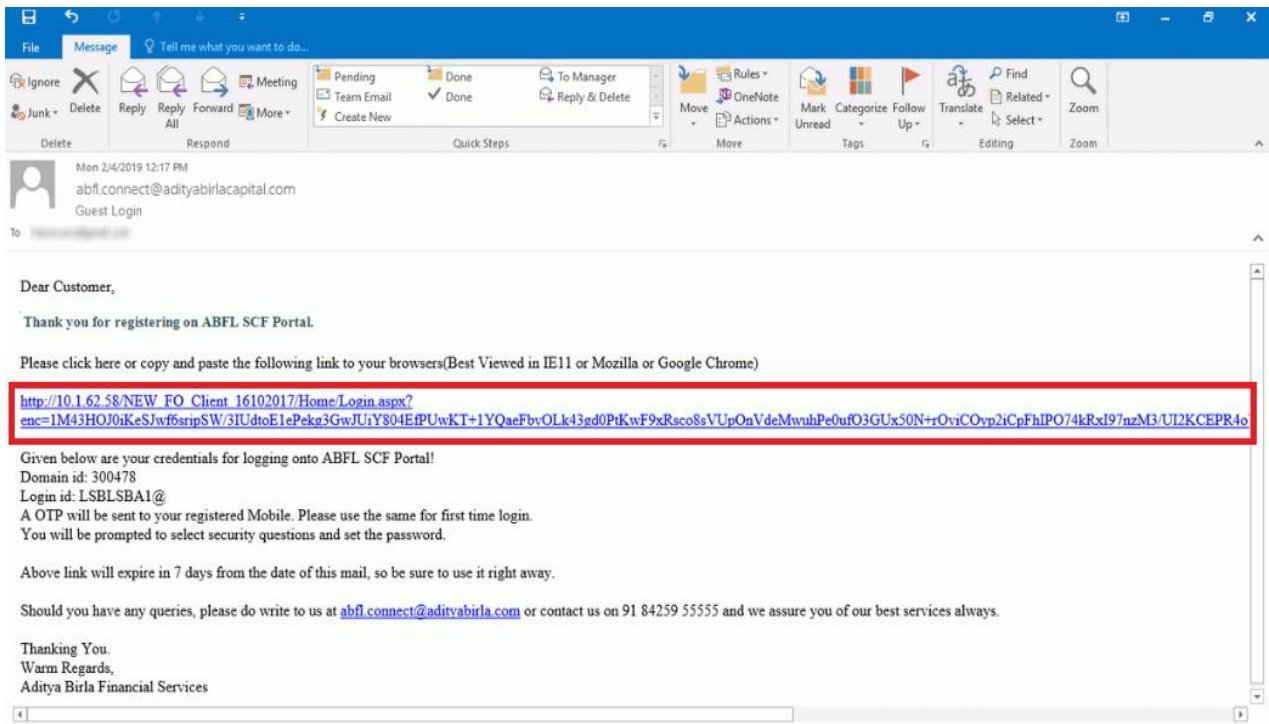 File Message Tell me what you want to do...
Ignore
Junk
Delete
Reply
Reply All
Forward
Meeting
More
Pending
Team Email
Create New
Done
Done
To Manager
Reply & Delete
Move
Rules
OneNote
Actions
Mark Unread
Categorize
Follow Up
Translate
Find
Related
Select
Zoom
Delete Respond Quick Steps Move Tags Editing Zoom
Mon 2/4/2019 12:17 PM
abfl.connect@adityabirlacapital.com
Guest Login
To
Dear Customer,
Thank you for registering on ABFL SCF Portal.
Please click here or copy and paste the following link to your browsers(Best Viewed in IE11 or Mozilla or Google Chrome)
http://10.1.62.58/NEW_FO_Client_16102017/Home/Login.aspx?
enc=1M43HOJ0iKeSJwf6sripSW/3IUdtoE1ePekg3GwJUiY804EfPUwKT+1YQaeFbvOLk43gd0PtKwF9xRsco8sVUpOnVdeMwuhPe0ufO3GUx50N+rOviCOyp2iCpFhIPO74kRxI97nzM3/UI2KCEPR4o
Given below are your credentials for logging onto ABFL SCF Portal!
Domain id: 300478
Login id: LSBLSBA1@
A OTP will be sent to your registered Mobile. Please use the same for first time login.
You will be prompted to select security questions and set the password.
Above link will expire in 7 days from the date of this mail, so be sure to use it right away.
Should you have any queries, please do write to us at abfl.connect@adityabirla.com or contact us on 91 84259 55555 and we assure you of our best services always.
Thanking You.
Warm Regards,
Aditya Birla Financial Services